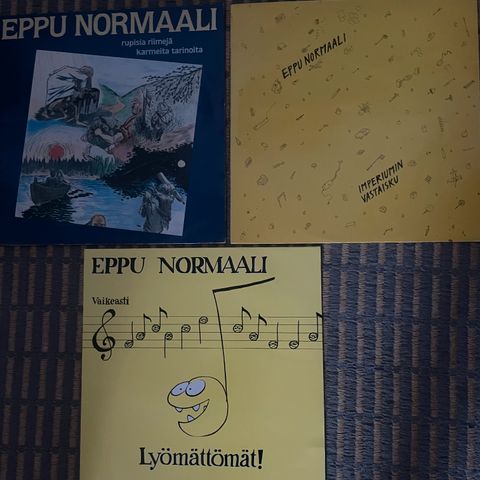 EPPU NORMAALI
rupisia riimejä
karmeita tarinoita
EPPU NORMAALI
IMPERIUMIN
VASTAISKU
EPPU NORMAALI
Vaikeasti
Lyömättömät!